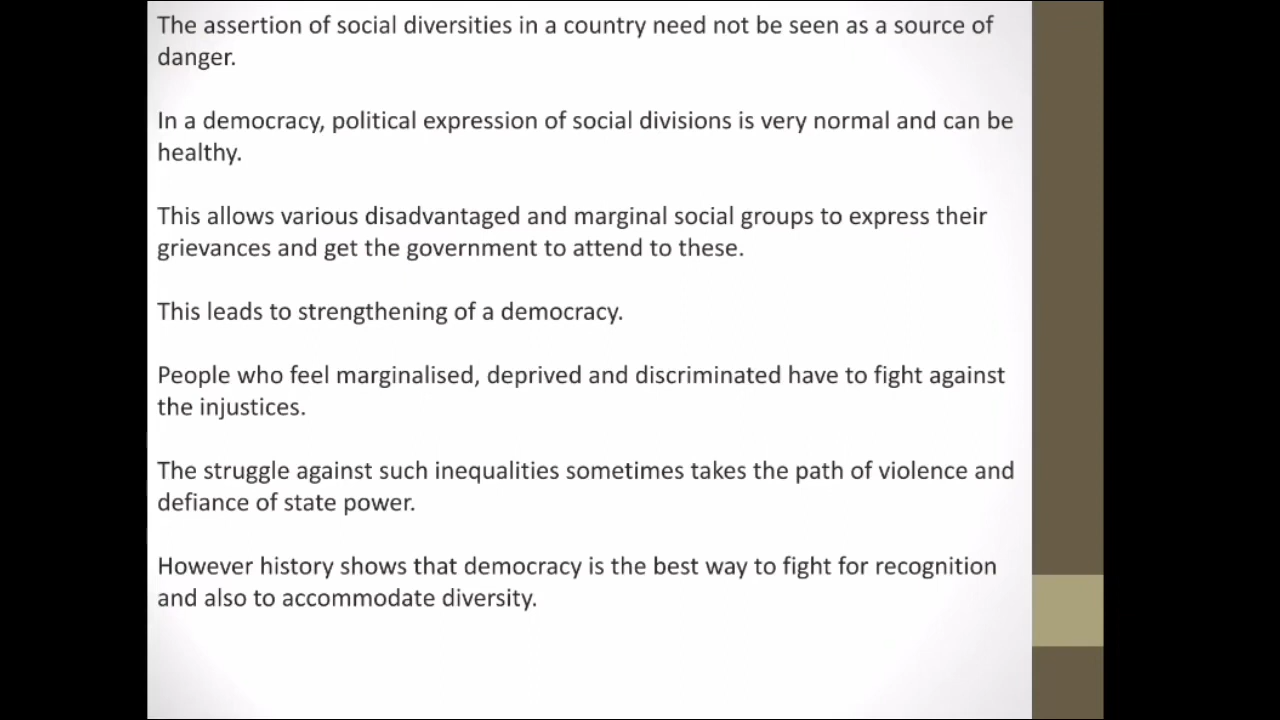 The assertion of social diversities in a country need not be seen as a source of
danger.
In a democracy, political expression of social divisions is very normal and can be
healthy.
This allows various disadvantaged and marginal social groups to express their
grievances and get the government to attend to these.
This leads to strengthening of a democracy.
People who feel marginalised, deprived and discriminated have to fight against
the injustices.
The struggle against such inequalities sometimes takes the path of violence and
defiance of state power.
However history shows that democracy is the best way to fight for recognition
and also to accommodate diversity.